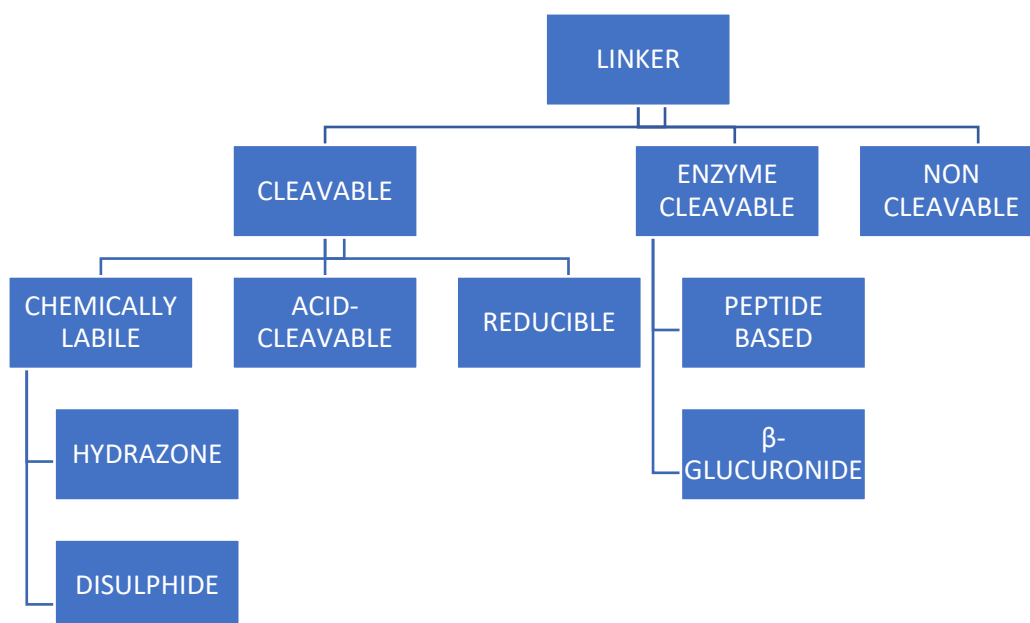 LINKER
CLEAVABLE
ENZYME
CLEAVABLE
NON
CLEAVABLE
CHEMICALLY
LABILE
ACID-
CLEAVABLE
REDUCIBLE
PEPTIDE
BASED
HYDRAZONE
β-
GLUCURONIDE
DISULPHIDE